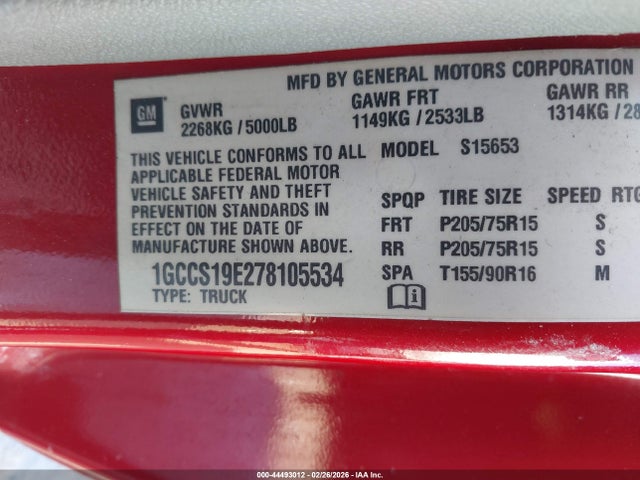 MFD BY GENERAL MOTORS CORPORATION
GM
GVWR GAWR FRT GAWR RR
2268KG / 5000LB 1149KG / 2533LB 1314KG / 28
THIS VEHICLE CONFORMS TO ALL MODEL S15653
APPLICABLE FEDERAL MOTOR
VEHICLE SAFETY AND THEFT
PREVENTION STANDARDS IN
EFFECT ON THE DATE OF
MANUFACTURE SHOWN ABOVE.
1GCCS19E278105534
TYPE: TRUCK
SPQP TIRE SIZE SPEED RTG
FRT P205/75R15 S
RR P205/75R15 S
SPA T155/90R16 M
000-44493012 - 02/26/2026 - IAAI Inc.